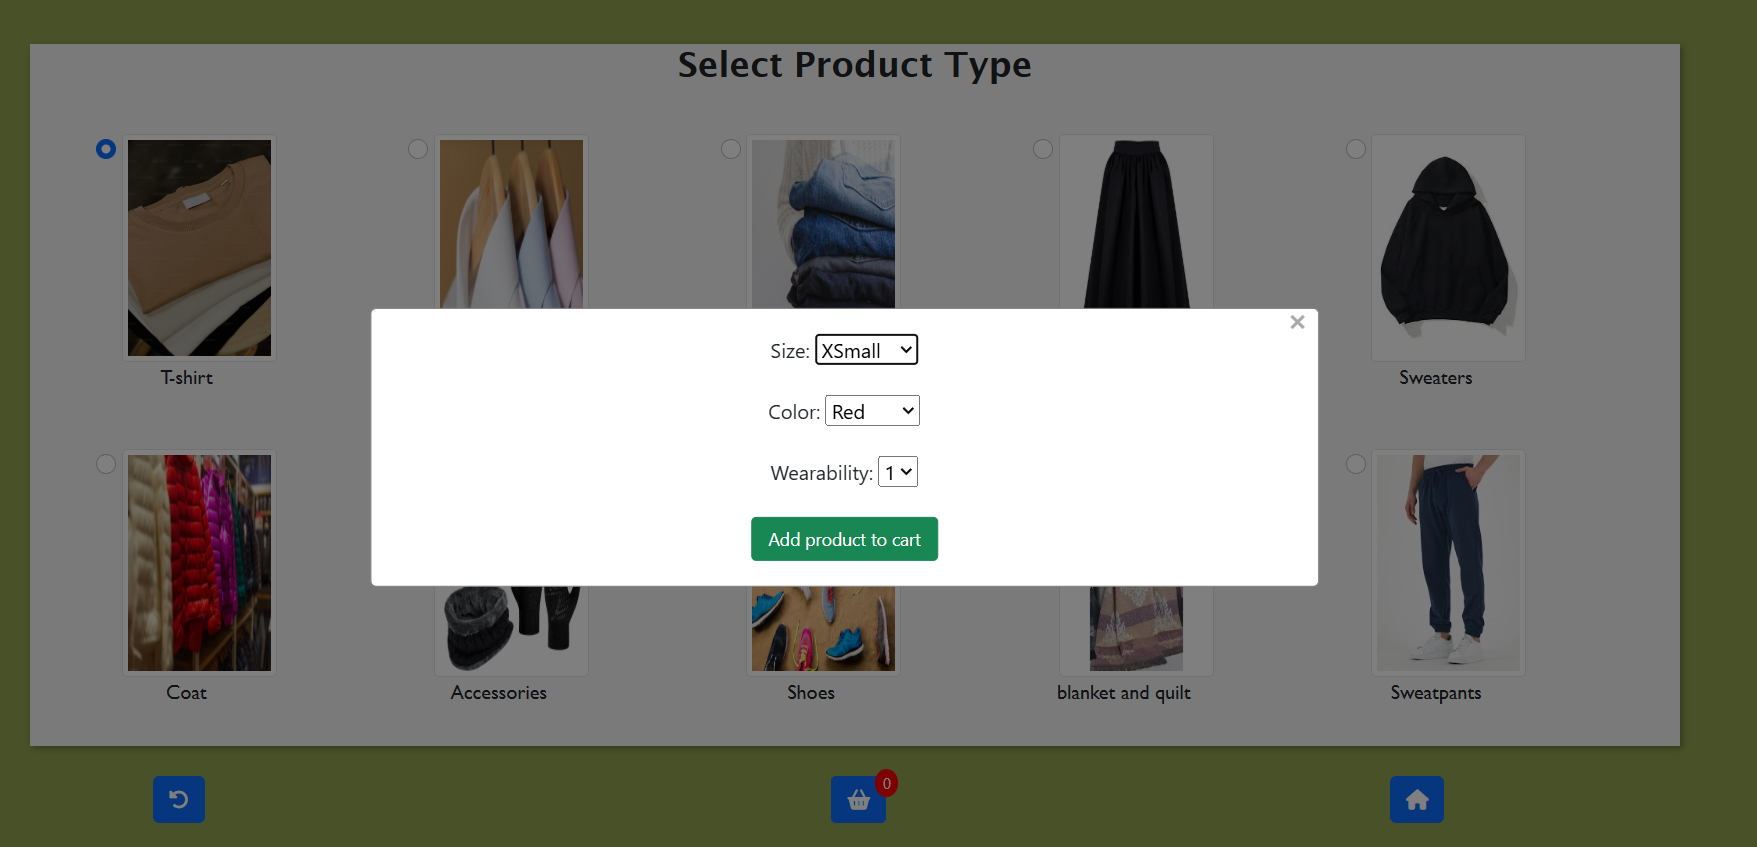 Select Product Type
T-shirt
Sweaters
Size: XSmall
Color: Red
Wearability: 1
Add product to cart
Coat
Accessories
Shoes
blanket and quilt
Sweatpants
0